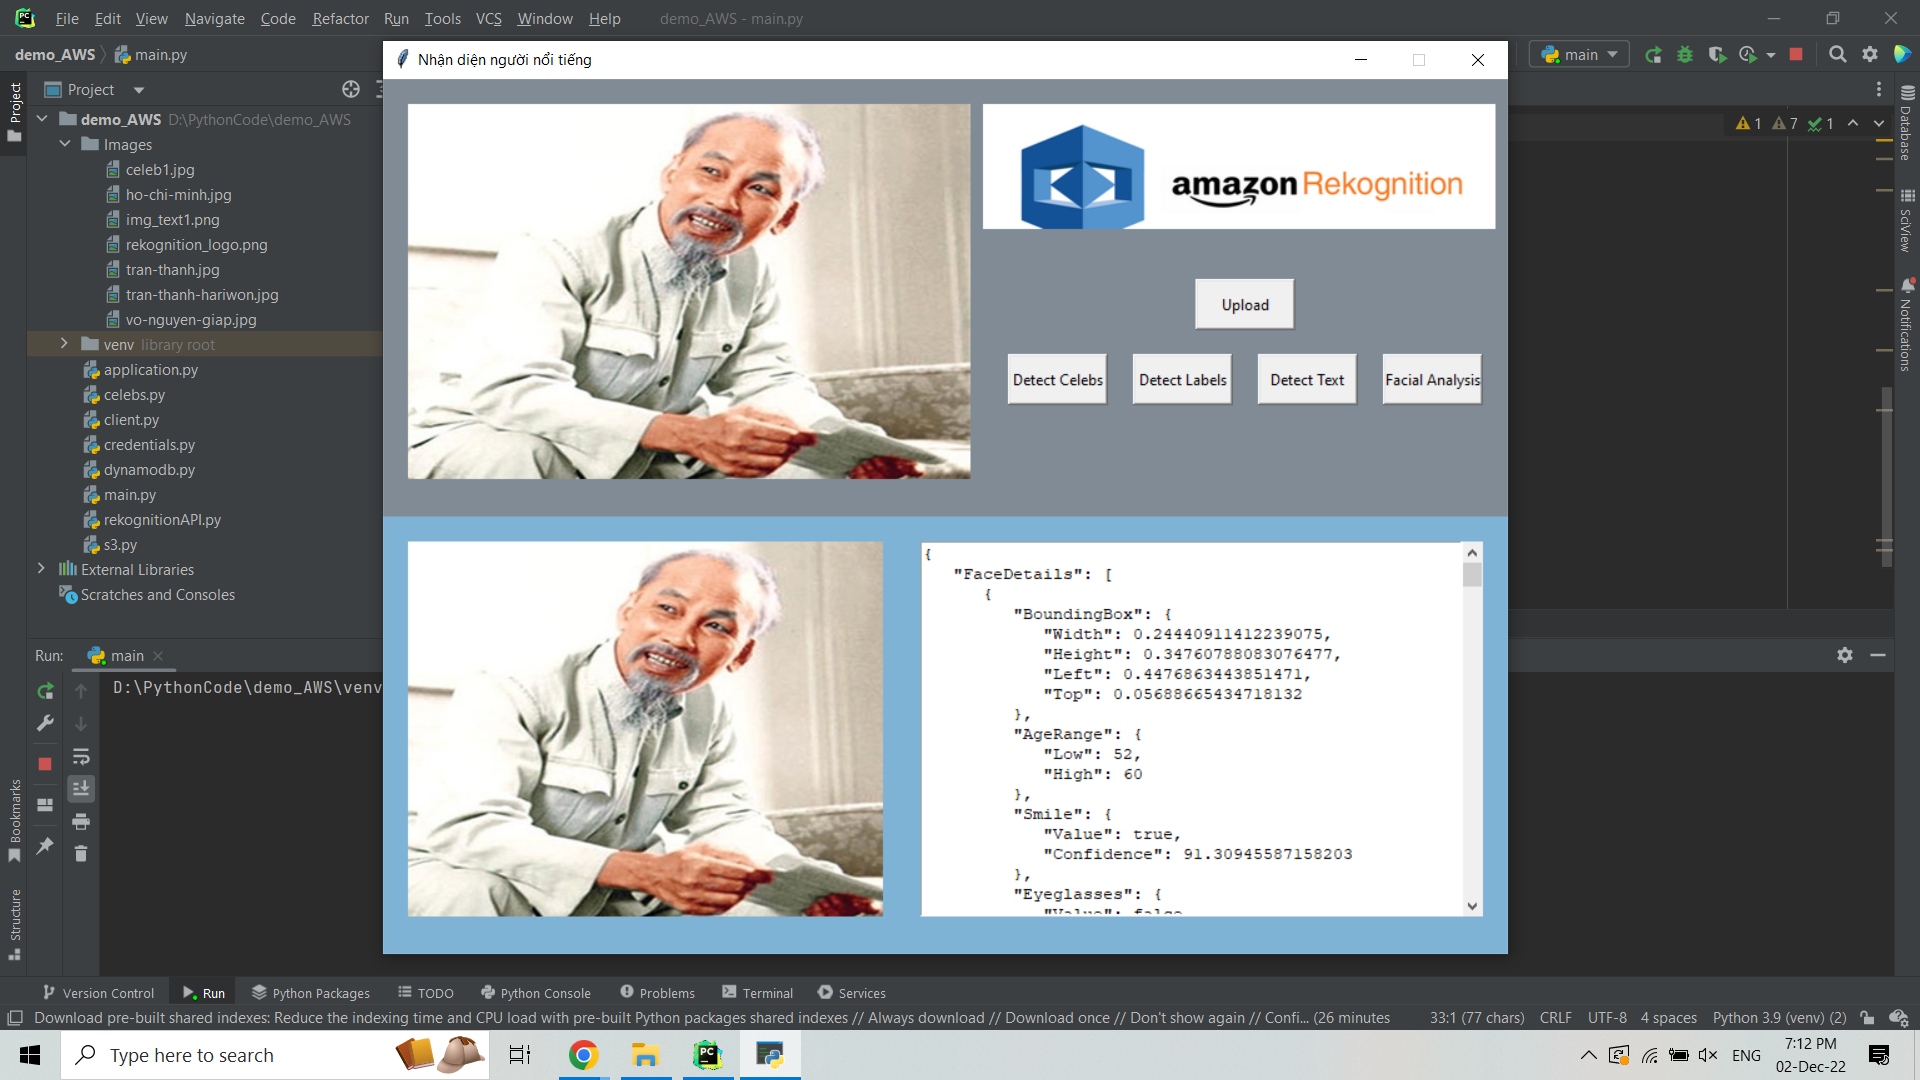 File Edit View Navigate Code Refactor Run Tools VCS Window Help demo_AWS - main.py
demo_AWS main.py
main
Nhận diện người nổi tiếng
Project
Project
demo_AWS D:\PythonCode\demo_AWS
Images
celeb1.jpg
ho-chi-minh.jpg
img_text1.png
rekognition_logo.png
tran-thanh.jpg
tran-thanh-hariwon.jpg
vo-nguyen-giap.jpg
venv library root
application.py
celebs.py
client.py
credentials.py
dynamodb.py
main.py
rekognitionAPI.py
s3.py
External Libraries
Scratches and Consoles
amazon Rekognition
Upload
Detect Celebs Detect Labels Detect Text Facial Analysis
1 7 1
Database
SciView
Notifications
{
"FaceDetails": [
{
"BoundingBox": {
"Width": 0.24440911412239075,
"Height": 0.34760788083076477,
"Left": 0.4476863443851471,
"Top": 0.05688665434718132
},
"AgeRange": {
"Low": 52,
"High": 60
},
"Smile": {
"Value": true,
"Confidence": 91.30945587158203
},
"Eyeglasses": {
"Value": false
Run: main
D:\PythonCode\demo_AWS\venv
Bookmarks
Structure
Version Control Run Python Packages TODO Python Console Problems Terminal Services
Download pre-built shared indexes: Reduce the indexing time and CPU load with pre-built Python packages shared indexes // Always download // Download once // Don't show again // Confi... (26 minutes 33:1 (77 chars) CRLF UTF-8 4 spaces Python 3.9 (venv) (2)
Type here to search
ENG
7:12 PM
02-Dec-22